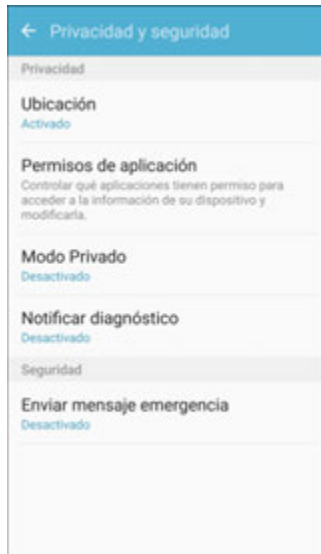 Privacidad y seguridad
Privacidad
Ubicación
Activado
Permisos de aplicación
Controlar qué aplicaciones tienen permiso para
acceder a la información de su dispositivo y
modificarla.
Modo Privado
Desactivado
Notificar diagnóstico
Desactivado
Seguridad
Enviar mensaje emergencia
Desactivado